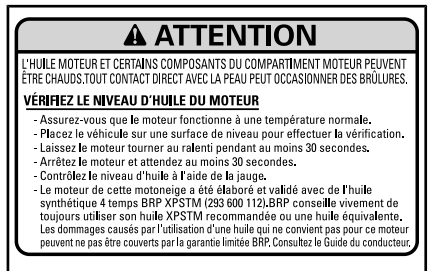 ATTENTION
L'HUILE MOTEUR ET CERTAINS COMPOSANTS DU COMPARTIMENT MOTEUR PEUVENT
ÊTRE CHAUDS.TOUT CONTACT DIRECT AVEC LA PEAU PEUT OCCASIONNER DES BRÛLURES.
VÉRIFIEZ LE NIVEAU D'HUILE DU MOTEUR
- Assurez-vous que le moteur fonctionne à une température normale.
- Placez le véhicule sur une surface de niveau pour effectuer la vérification.
- Laissez le moteur tourner au ralenti pendant au moins 30 secondes.
- Arrêtez le moteur et attendez au moins 30 secondes.
- Contrôlez le niveau d'huile à l'aide de la jauge.
- Le moteur de cette motoneige a été élaboré et validé avec de l'huile
synthétique 4 temps BRP XPSTM (293 600 112).BRP conseille vivement de
toujours utiliser son huile XPSTM recommandée ou une huile équivalente.
Les dommages causés par l'utilisation d'une huile qui ne convient pas pour ce moteur
peuvent ne pas être couverts par la garantie limitée BRP. Consultez le Guide du conducteur.